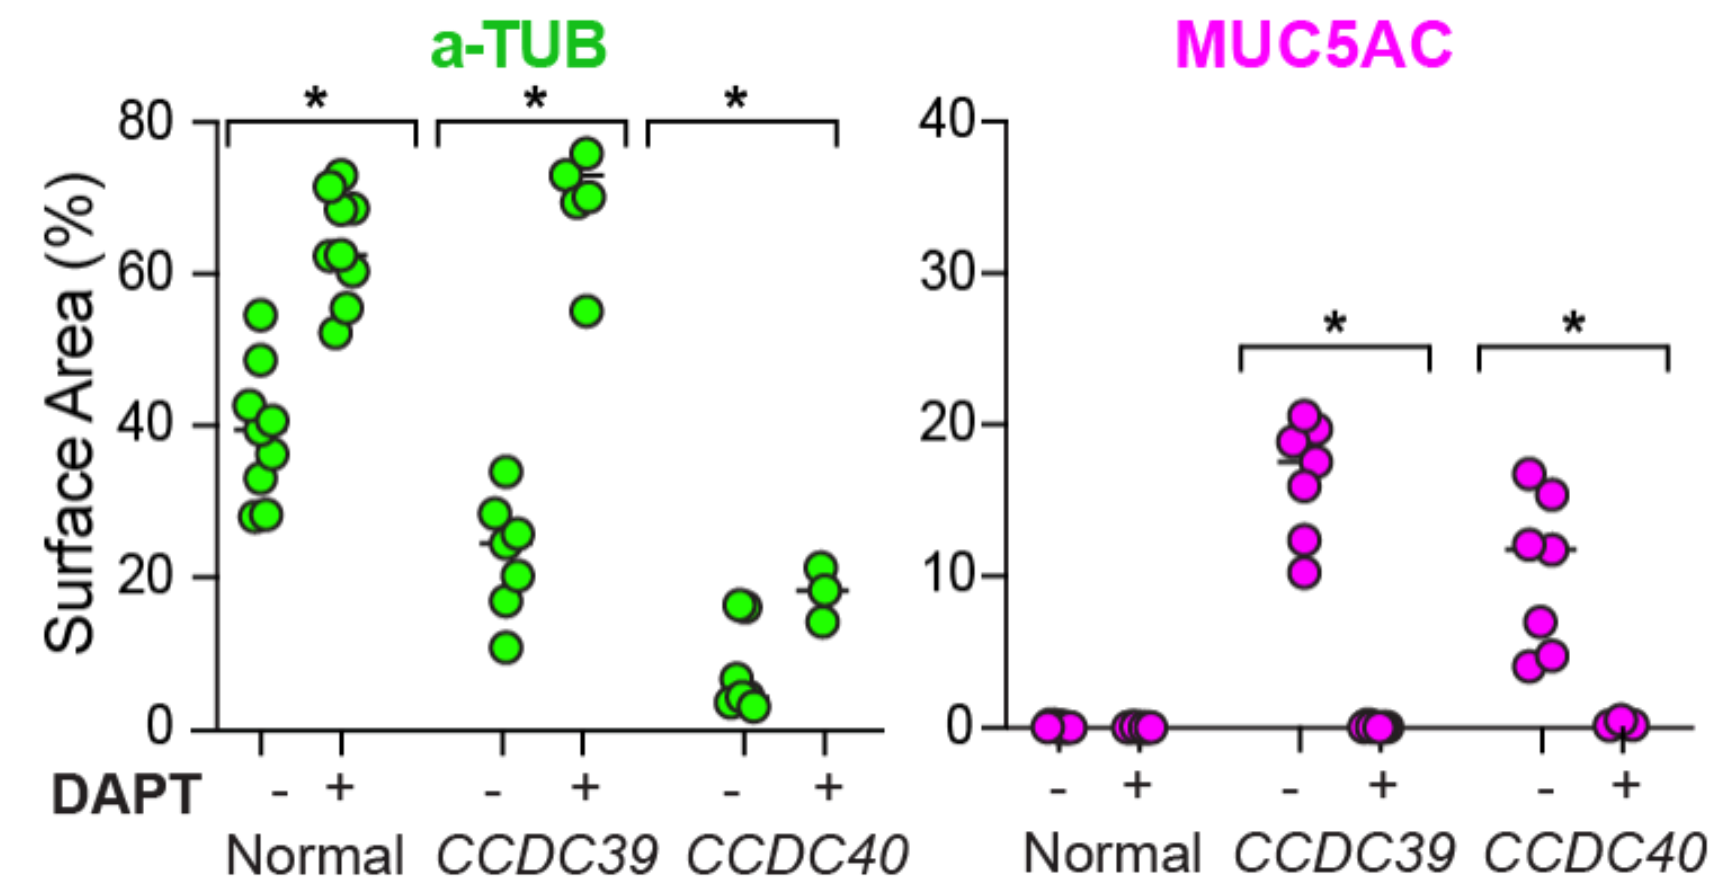 a-TUB
MUC5AC
* * *
* *
Surface Area (%)
80
60
40
20
0
40
30
20
10
0
DAPT - + - + - +
- + - + - +
Normal CCDC39 CCDC40
Normal CCDC39 CCDC40